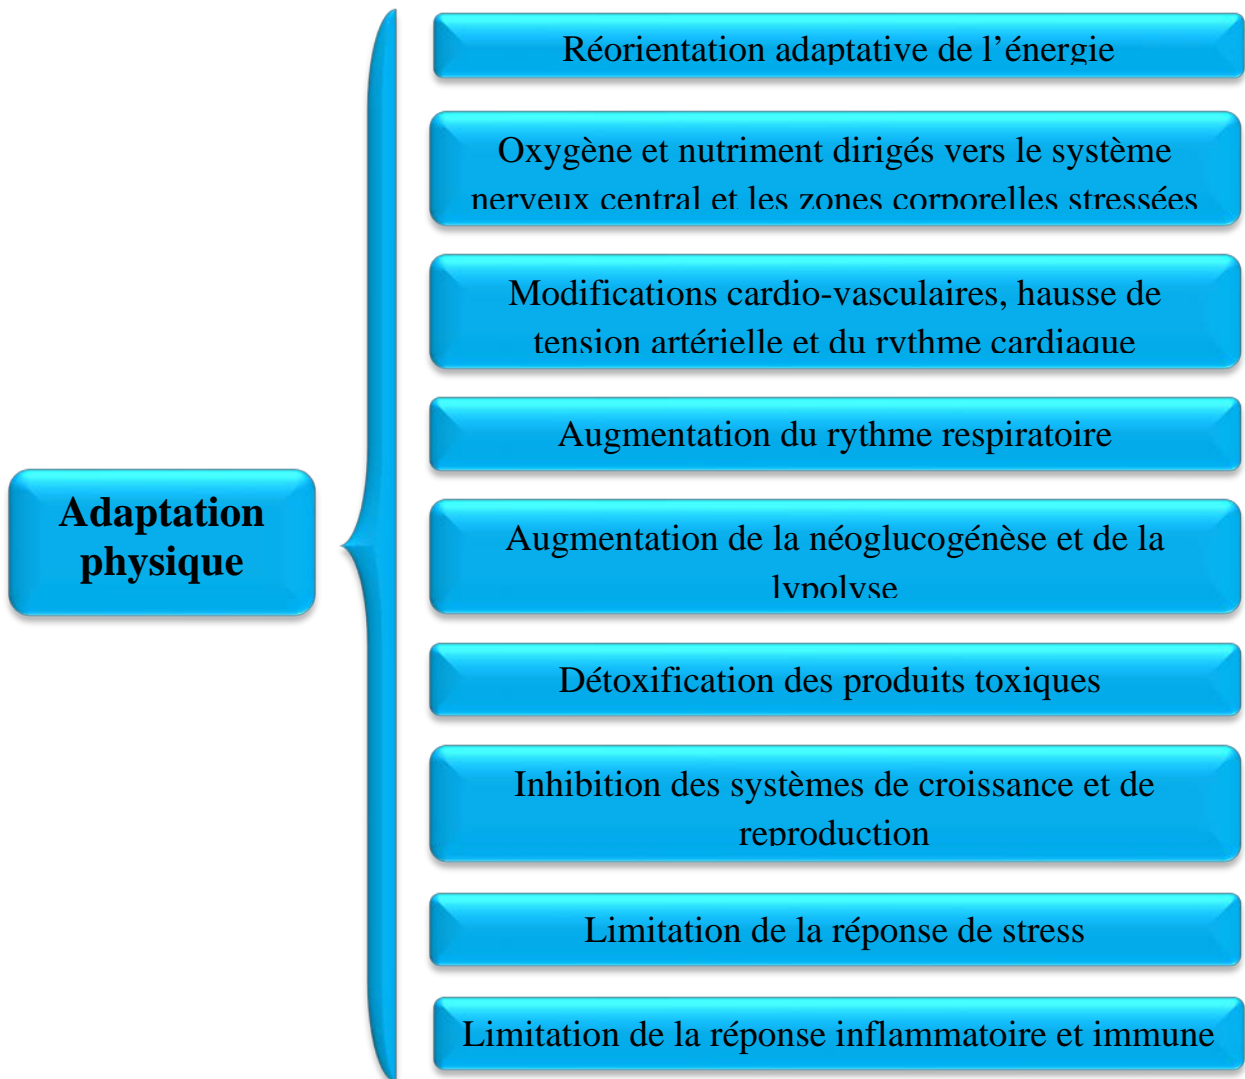 Réorientation adaptative de l’énergie
Oxygène et nutriment dirigés vers le système
nerveux central et les zones corporelles stressées
Modifications cardio-vasculaires, hausse de
tension artérielle et du rythme cardiaque
Augmentation du rythme respiratoire
Adaptation
physique
Augmentation de la néoglucogénèse et de la
lypolyse
Détoxification des produits toxiques
Inhibition des systèmes de croissance et de
reproduction
Limitation de la réponse de stress
Limitation de la réponse inflammatoire et immune